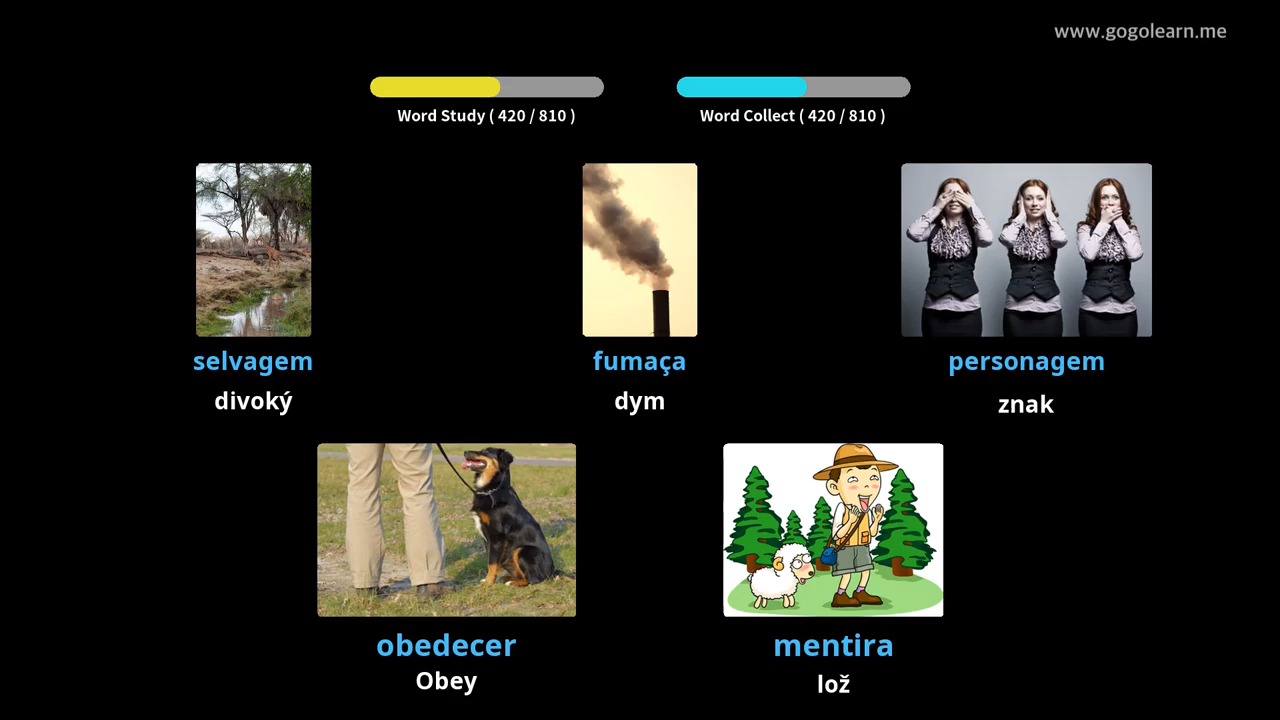 www.gogolearn.me
Word Study ( 420 / 810 )
Word Collect ( 420 / 810 )
selvagem
divoký
fumaça
dym
personagem
znak
obedecer
Obey
mentira
lož